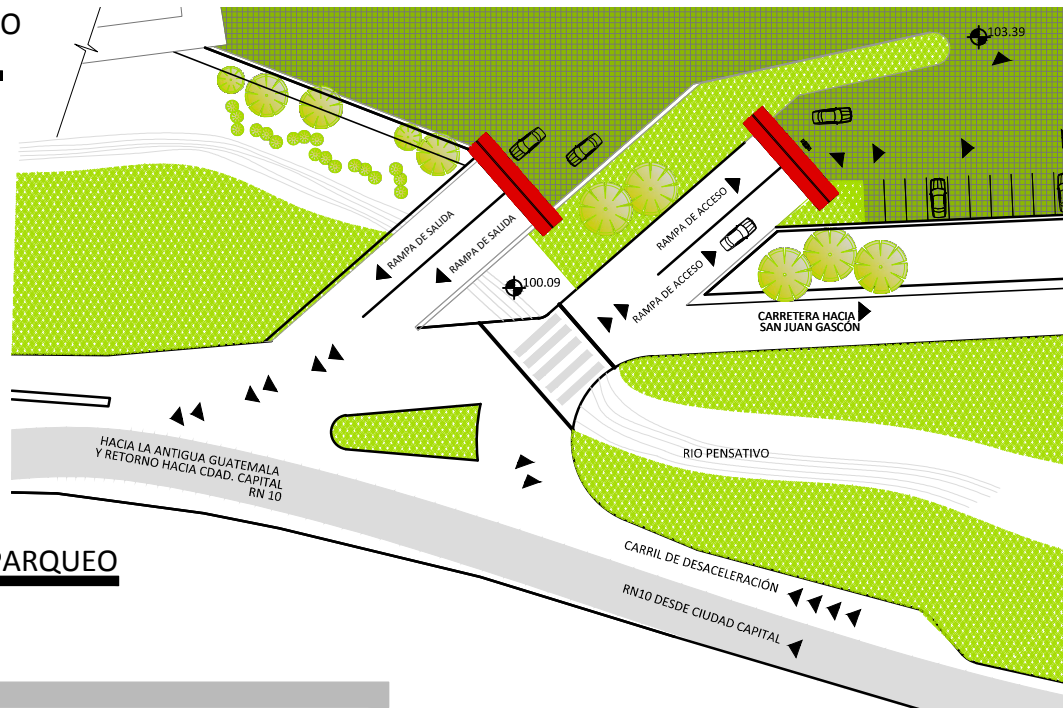 O
103.39
RAMPA DE SALIDA
RAMPA DE SALIDA
RAMPA DE ACCESO
RAMPA DE ACCESO
100.09
CARRETERA HACIA
SAN JUAN GASCÓN
HACIA LA ANTIGUA GUATEMALA
Y RETORNO HACIA CDAD. CAPITAL
RN 10
RIO PENSATIVO
PARQUEO
CARRIL DE DESACELERACIÓN
RN10 DESDE CIUDAD CAPITAL